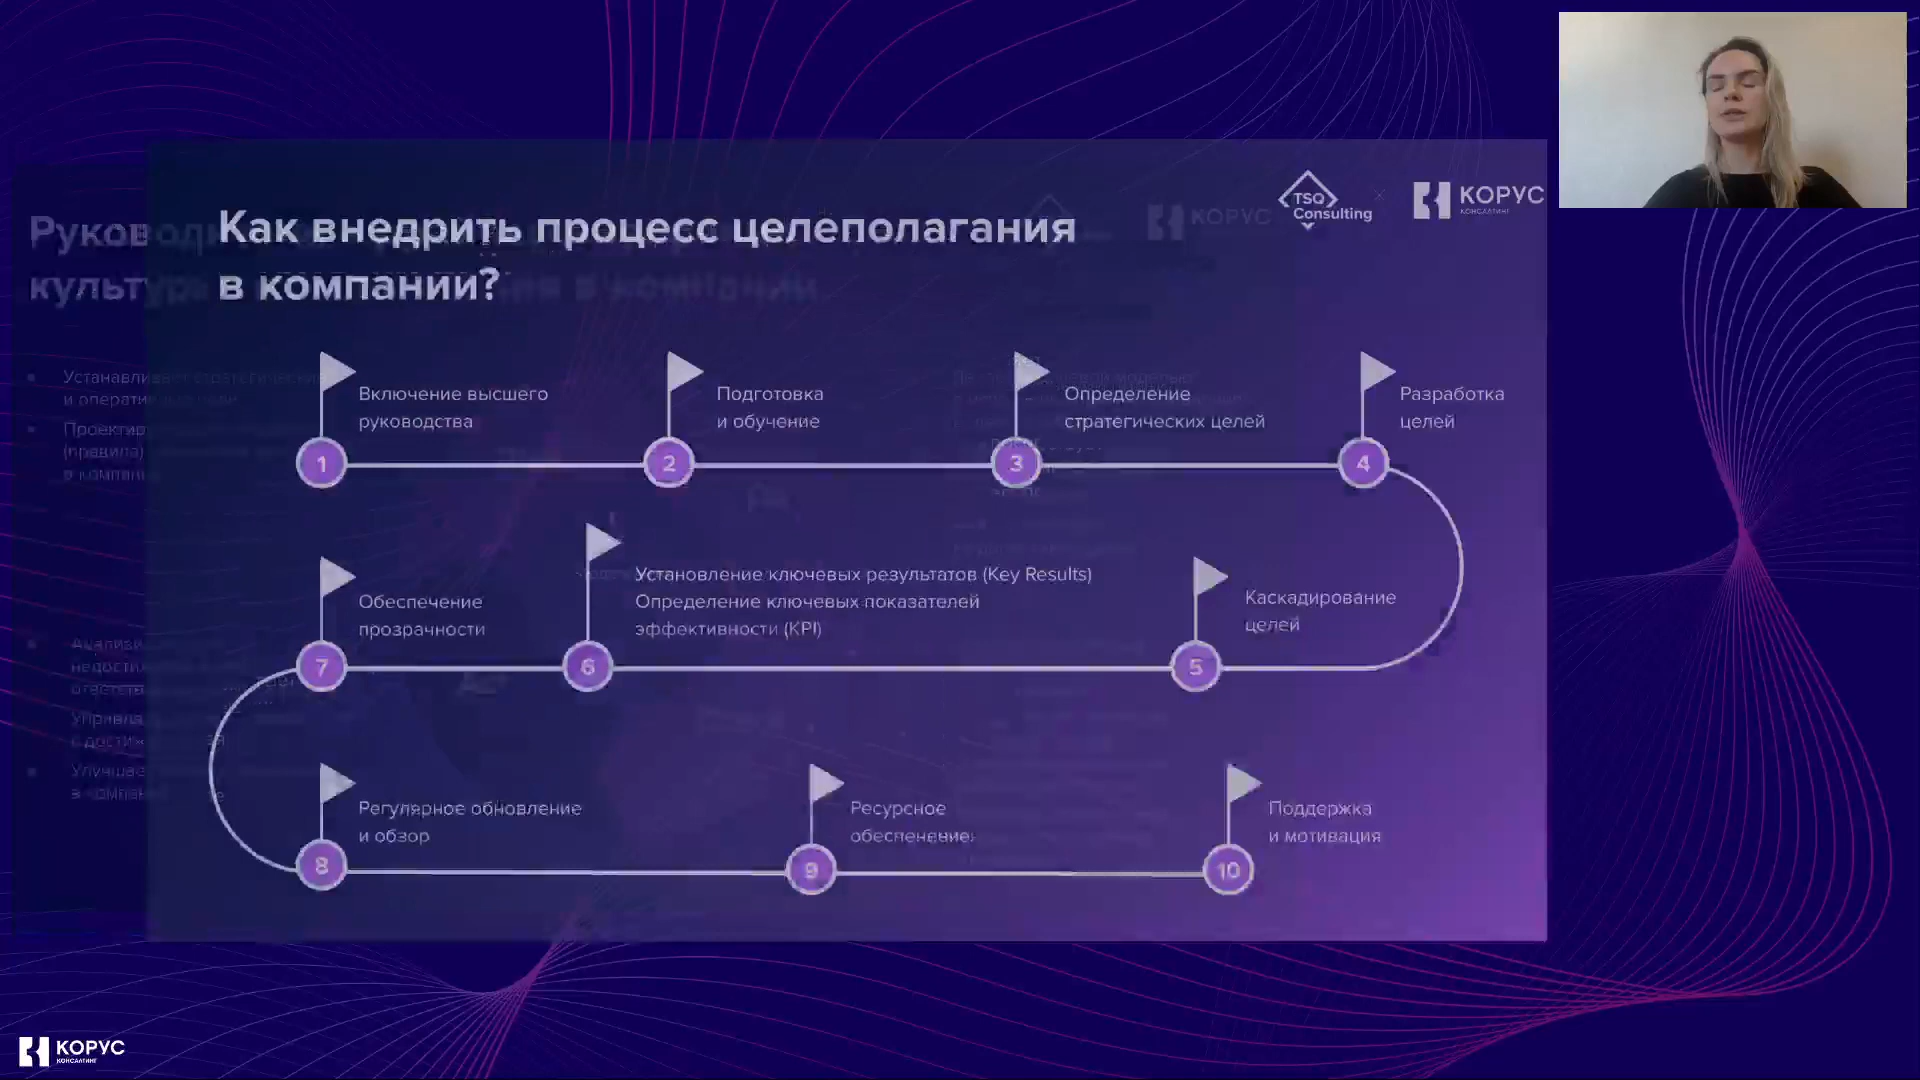 TSQ
Consulting
КОРУС
КОНСАЛТИНГ
Как внедрить процесс целеполагания
в компании?
Включение высшего
руководства
Подготовка
и обучение
Определение
стратегических целей
Разработка
целей
1
2
3
4
Обеспечение
прозрачности
Установление ключевых результатов (Key Results)
Определение ключевых показателей
эффективности (KPI)
Каскадирование
целей
7
6
5
Регулярное обновление
и обзор
Ресурсное
обеспечение
Поддержка
и мотивация
8
9
10
КОРУС
КОНСАЛТИНГ